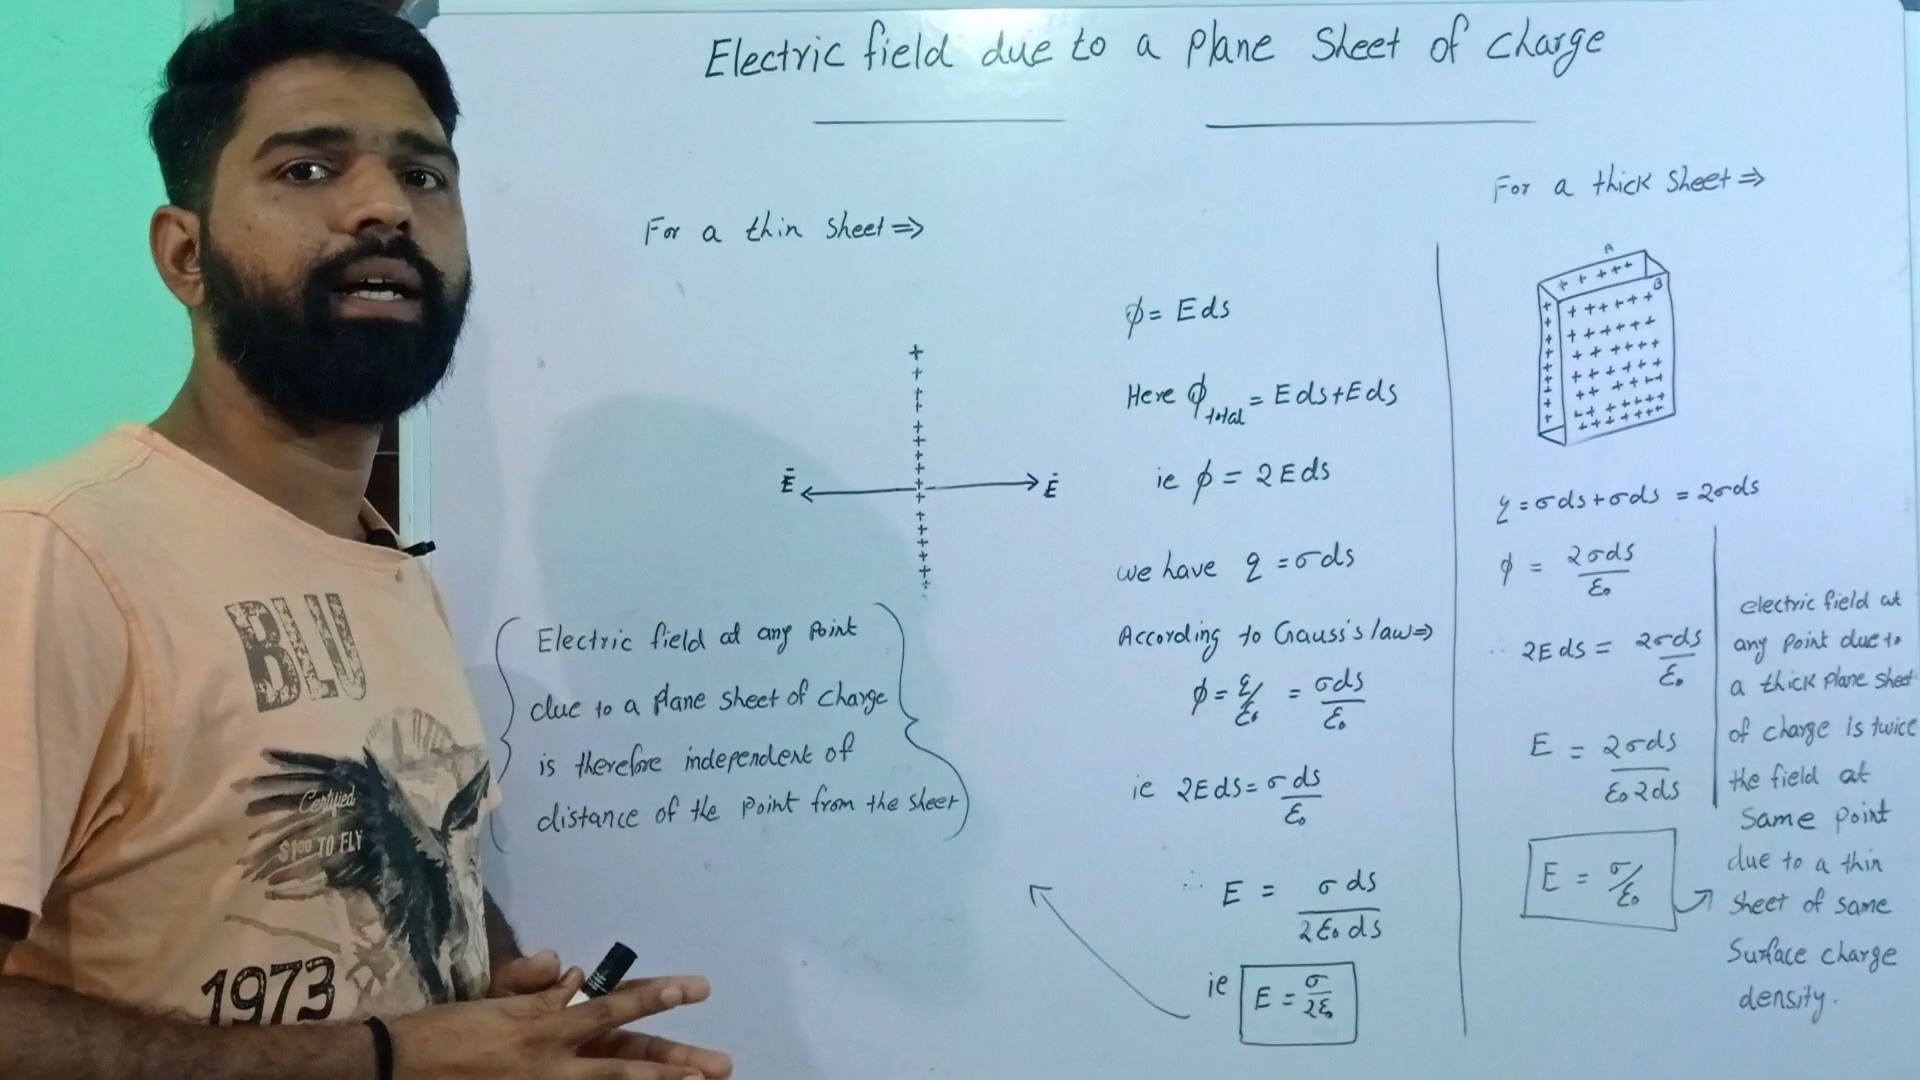 Electric field due to a plane Sheet of charge
For a thin sheet ⇒
Ē
Ē
Electric field at any point
due to a plane sheet of charge
is therefore independent of
distance of the point from the sheet
ϕ = Eds
Here ϕtotal = Eds+Eds
ie ϕ = 2Eds
we have q = σds
According to Gauss's law ⇒
ϕ = q/ε₀ = σds/ε₀
ie 2Eds = σds/ε₀
∴ E = σds/2ε₀ds
ie E = σ/2ε₀
For a thick sheet ⇒
A
B
q = σds+σds = 2σds
ϕ = 2σds/ε₀
∴ 2Eds = 2σds/ε₀
E = 2σds/ε₀2ds
E = σ/ε₀
electric field at
any point due to
a thick plane sheet
of charge is twice
the field at
same point
due to a thin
sheet of same
Surface charge
density.
BLU
Certified
$100 TO FLY
1973